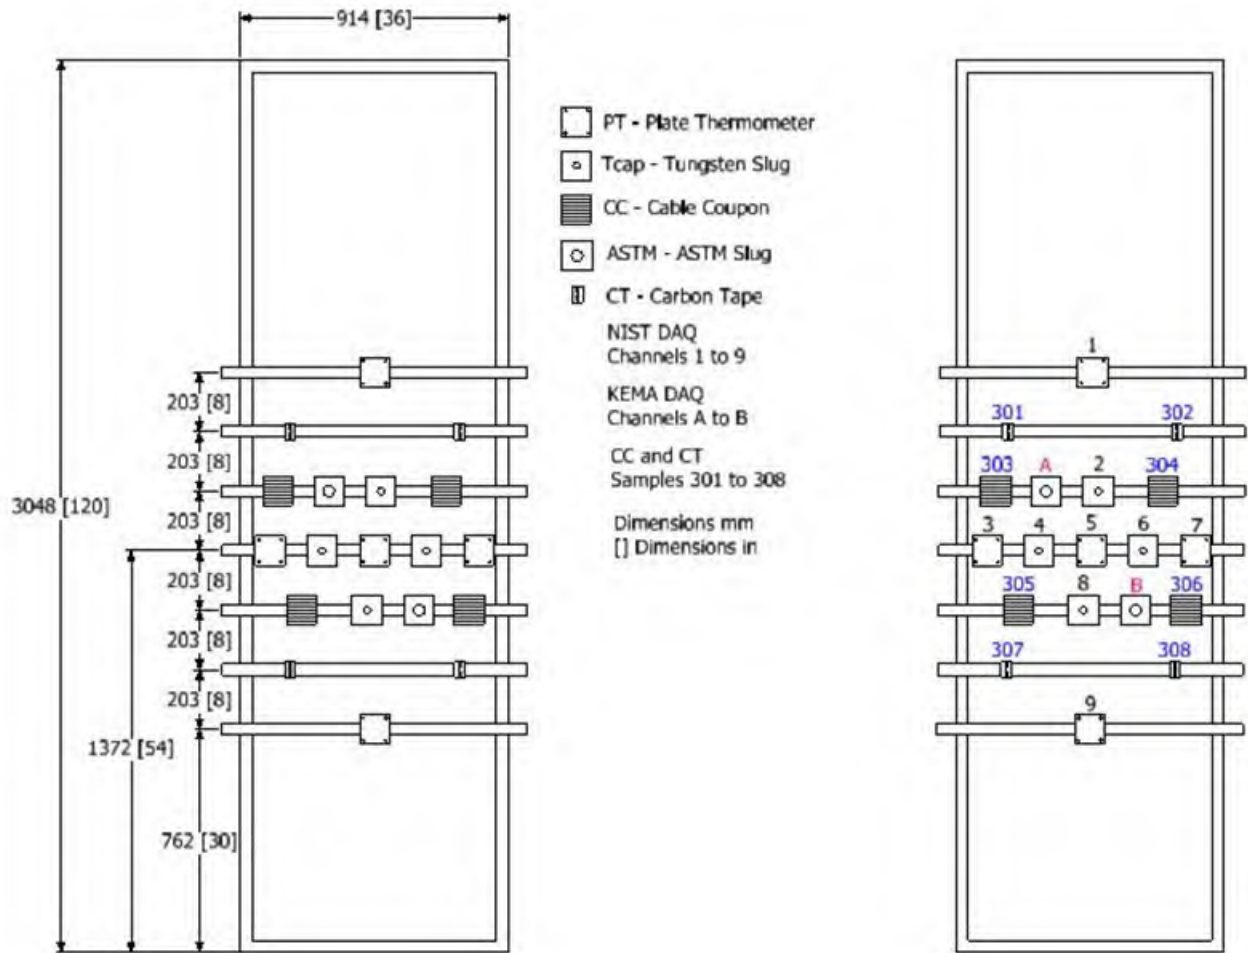 914 [36]
PT - Plate Thermometer
Tcap - Tungsten Slug
CC - Cable Coupon
ASTM - ASTM Slug
CT - Carbon Tape
NIST DAQ
Channels 1 to 9
KEMA DAQ
Channels A to B
CC and CT
Samples 301 to 308
Dimensions mm
[] Dimensions in
203 [8]
203 [8]
3048 [120]
203 [8]
203 [8]
203 [8]
203 [8]
1372 [54]
762 [30]
1
301 302
303 A 2 304
3 4 5 6 7
305 8 B 306
307 308
9